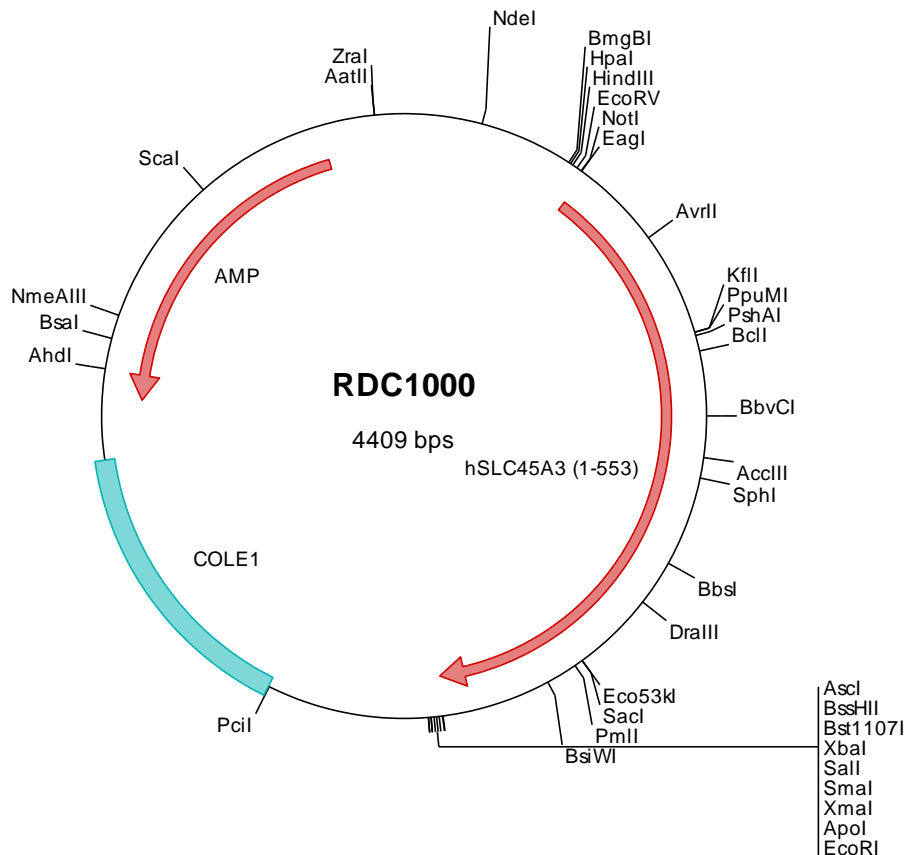 NdeI
ZraI
AatII
BmgBI
HpaI
HindIII
EcoRV
NotI
EagI
ScaI
AvrII
AMP
KflI
PpuMI
PshAI
BclI
NmeAIII
BsaI
AhdI
RDC1000
4409 bps
BbvCI
hSLC45A3 (1-553)
AccIII
SphI
COLE1
BbsI
DraIII
Eco53kI
SacI
PmlI
BsiWI
PciI
AscI
BssHII
Bst1107I
XbaI
SalI
SmaI
XmaI
ApoI
EcoRI